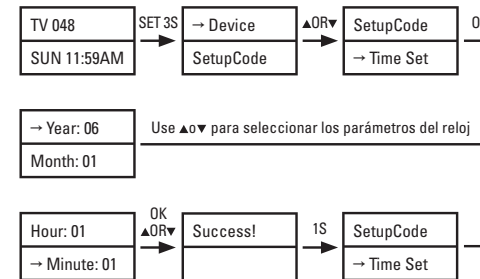 TV 048
SUN 11:59AM
SET 3S
→ Device
SetupCode
▲OR▼
SetupCode
→ Time Set
→ Year: 06
Month: 01
Use ▲o▼ para seleccionar los parámetros del reloj
Hour: 01
→ Minute: 01
OK
▲OR▼
Success!
1S
SetupCode
→ Time Set